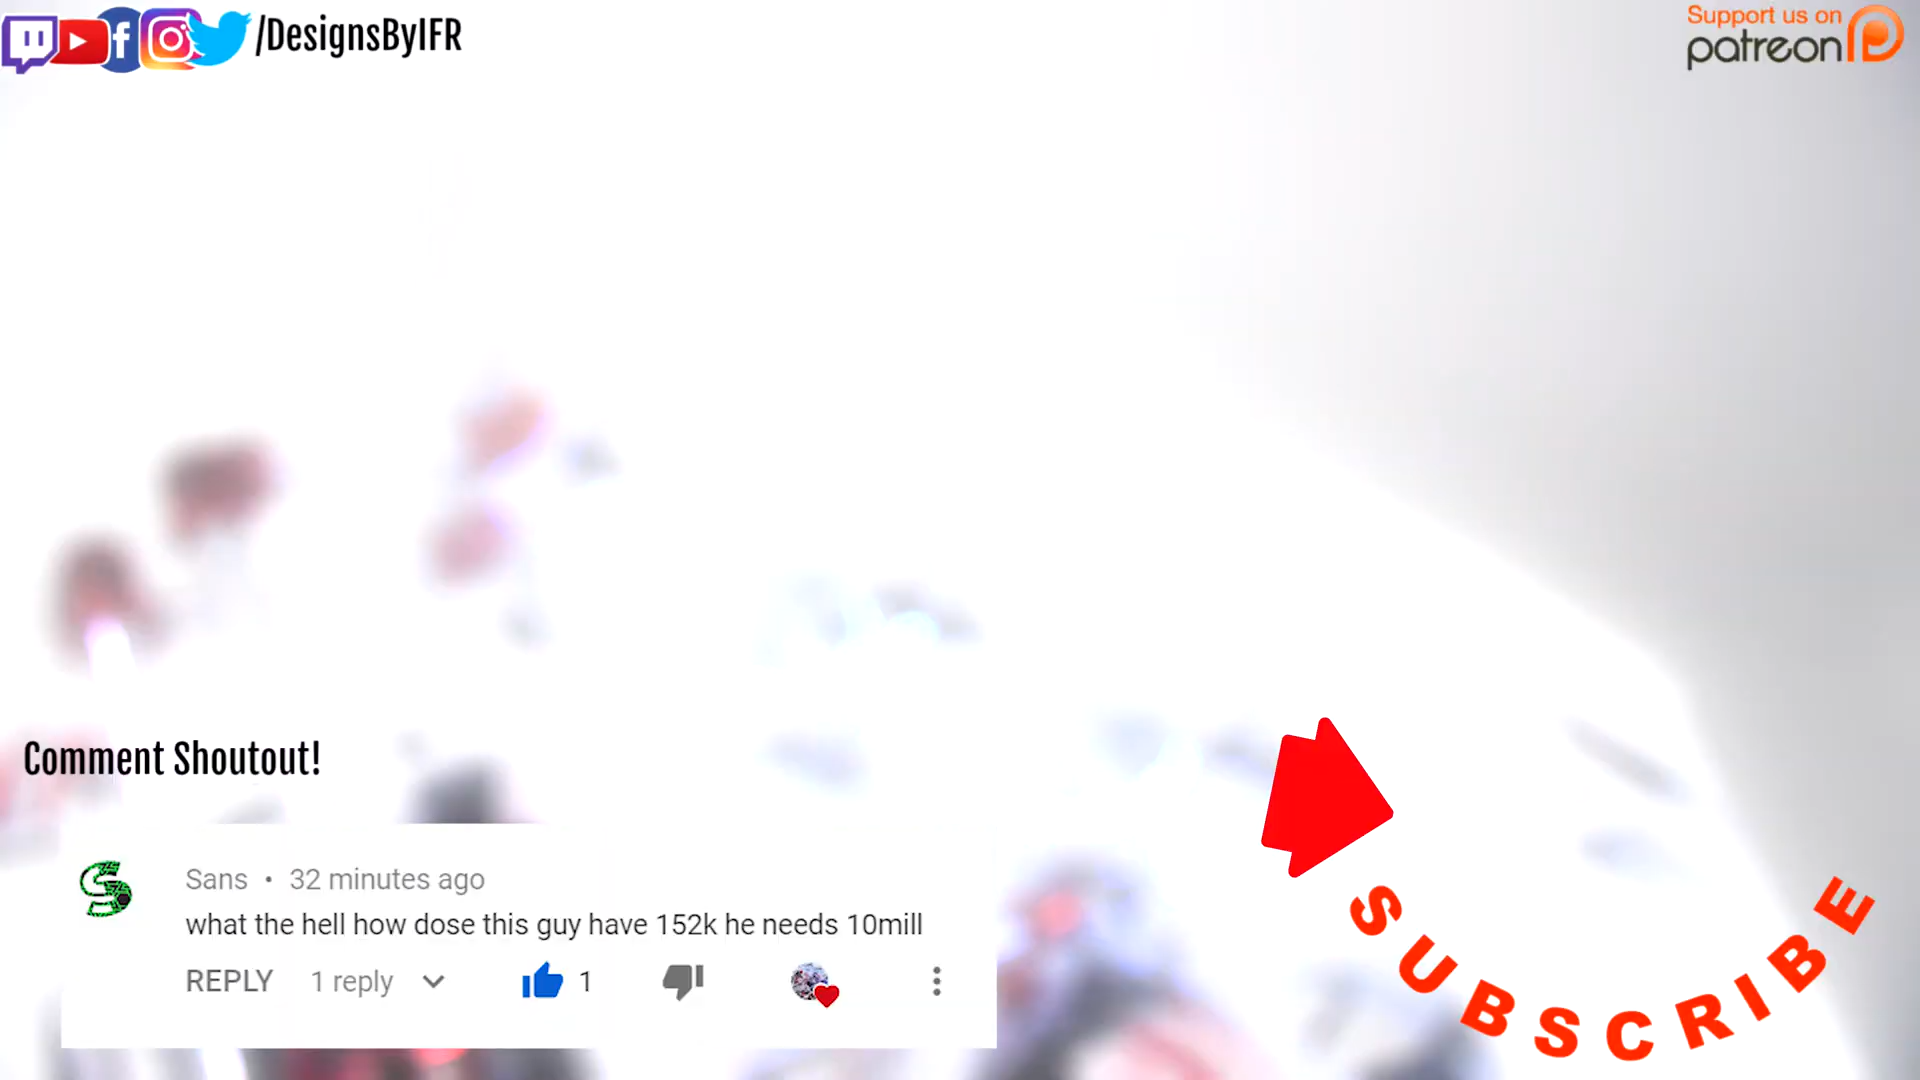 /DesignsByIFR
Support us on
patreon
Comment Shoutout!
Sans • 32 minutes ago
what the hell how dose this guy have 152k he needs 10mill
REPLY 1 reply 1
SUBSCRIBE